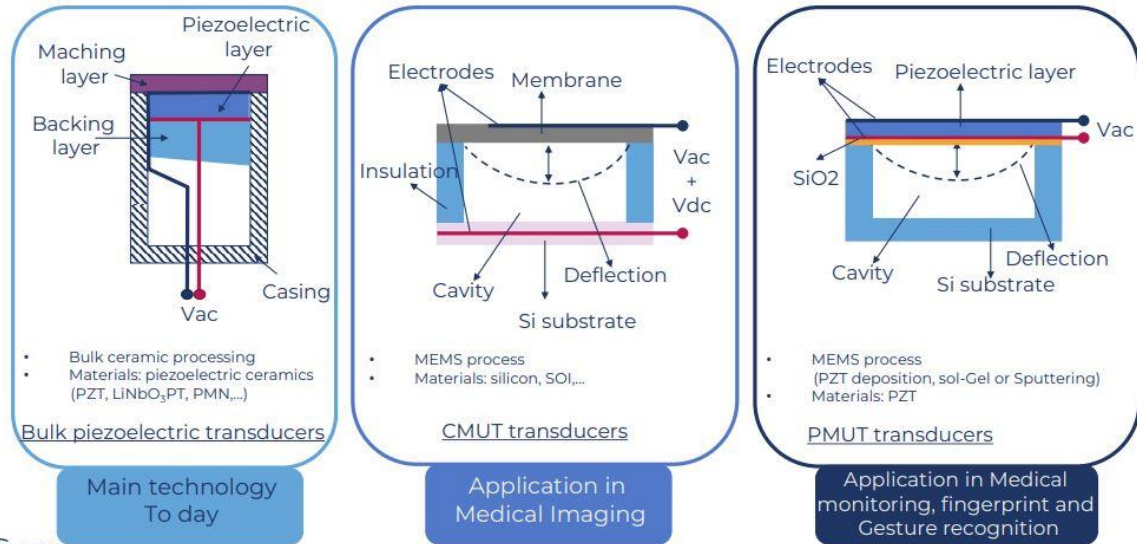 Piezoelectric
layer
Maching
layer
Backing
layer
Casing
Vac
• Bulk ceramic processing
• Materials: piezoelectric ceramics
(PZT, LiNbO₃PT, PMN,...)
Bulk piezoelectric transducers
Main technology
To day
Electrodes
Membrane
Insulation
Vac
+
Vdc
Deflection
Cavity
Si substrate
• MEMS process
• Materials: silicon, SOI,...
CMUT transducers
Application in
Medical Imaging
Electrodes
Piezoelectric layer
Vac
SiO2
Deflection
Cavity
Si substrate
• MEMS process
(PZT deposition, sol-Gel or Sputtering)
• Materials: PZT
PMUT transducers
Application in Medical
monitoring, fingerprint and
Gesture recognition